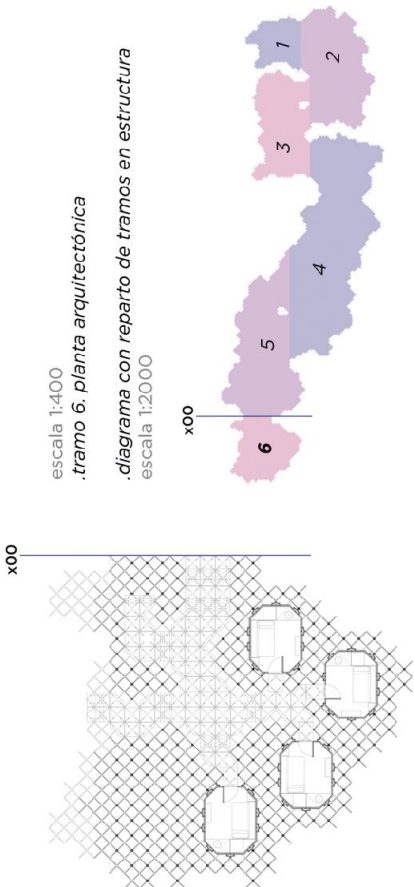 escala 1:400
.tramo 6. planta arquitectónica
.diagrama con reparto de tramos en estructura
escala 1:2000
x00
1
2
3
4
5
6
x00